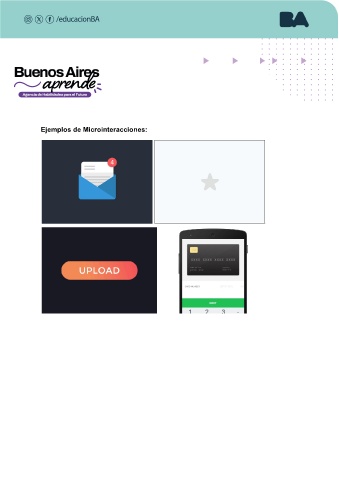 /educacionBA
BA
Buenos Aires
aprende
Agencia de Habilidades para el Futuro
Ejemplos de Microinteracciones:
4
UPLOAD
1 2 3